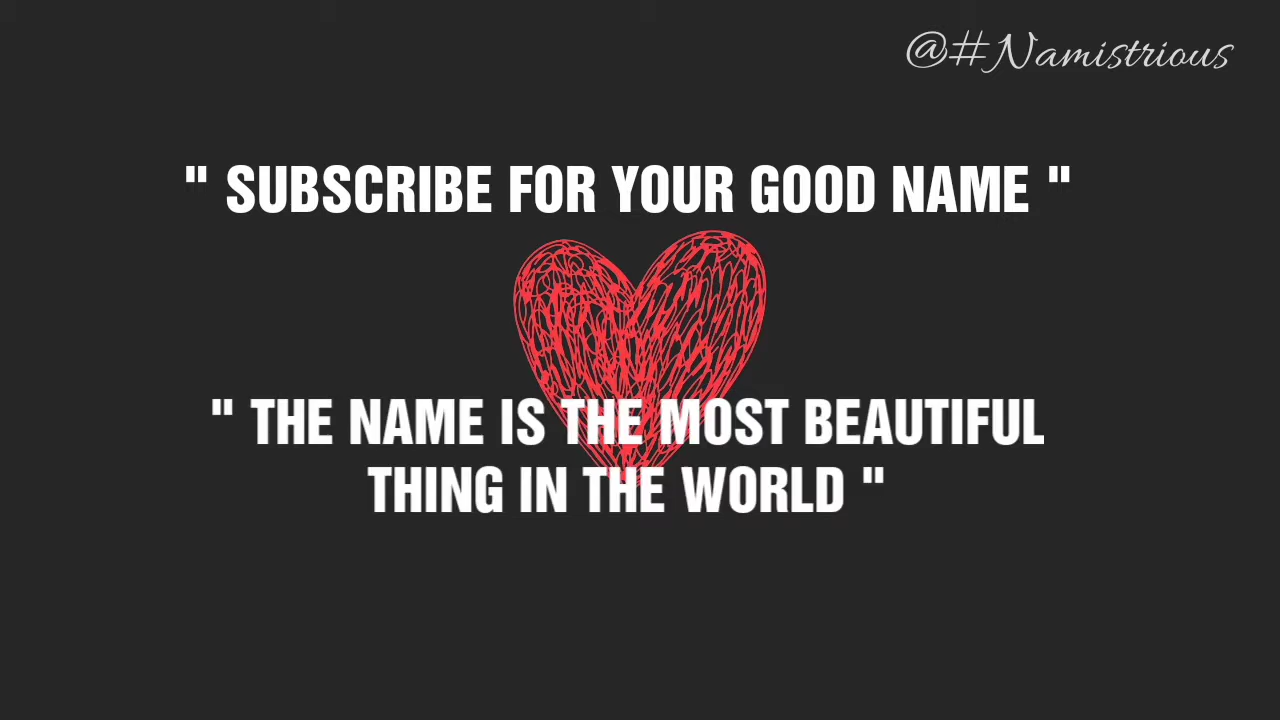 @#Namistrious
" SUBSCRIBE FOR YOUR GOOD NAME "
" THE NAME IS THE MOST BEAUTIFUL
THING IN THE WORLD "